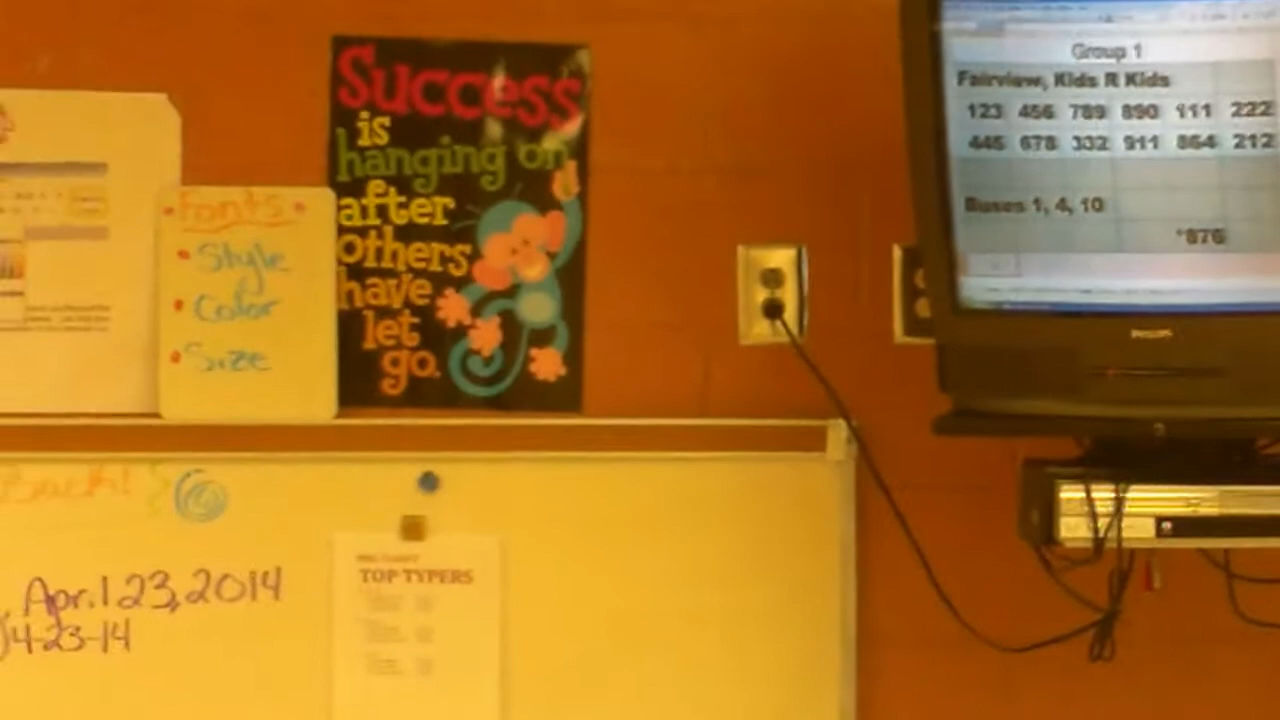 Success
is
hanging on
after
others
have
let
go.
Fonts
Style
Color
Size
Group 1
Fairview, Kids R Kids
123 456 789 890 111 222
445 678 332 911 864 212
Buses 1, 4, 10
*876
PHILIPS
Back!
Apr.l 23, 2014
4-23-14
TOP TYPERS